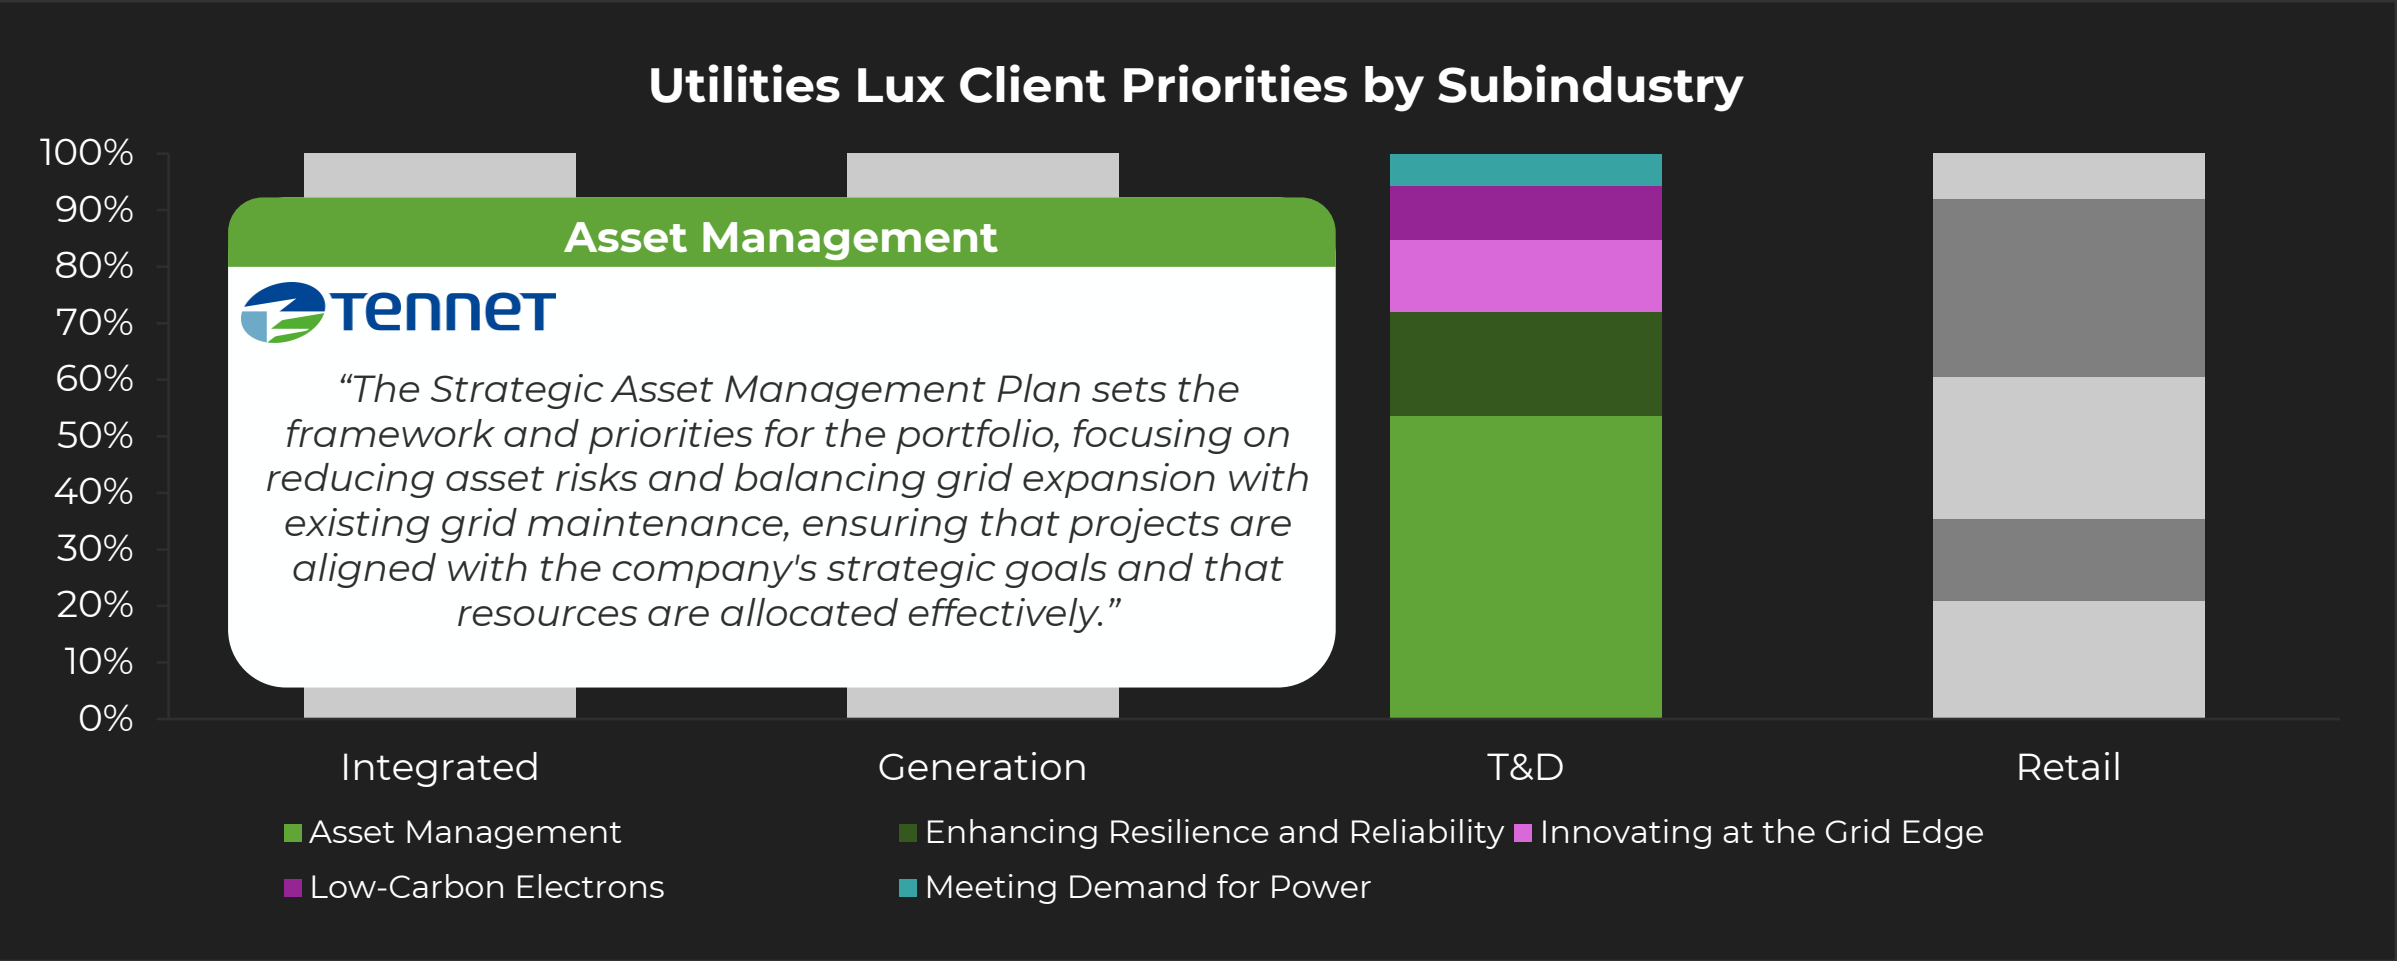 Utilities Lux Client Priorities by Subindustry
100%
90%
80%
70%
60%
50%
40%
30%
20%
10%
0%
Asset Management
TenneT
“The Strategic Asset Management Plan sets the
framework and priorities for the portfolio, focusing on
reducing asset risks and balancing grid expansion with
existing grid maintenance, ensuring that projects are
aligned with the company's strategic goals and that
resources are allocated effectively.”
Integrated
Generation
T&D
Retail
Asset Management
Enhancing Resilience and Reliability
Innovating at the Grid Edge
Low-Carbon Electrons
Meeting Demand for Power